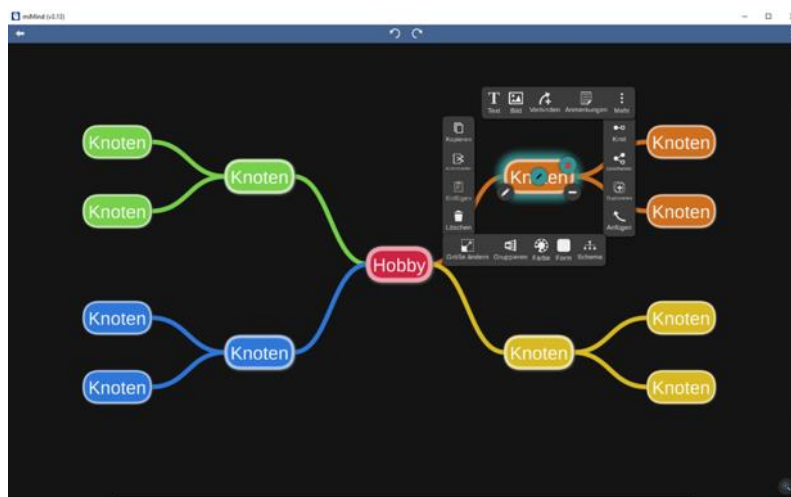 miMind (v3.13)
Text Bild Verbinden Anmerkungen Mehr
Kopieren
Kind
Einfügen
Löschen
Anfügen
Größe ändern Gruppieren Farbe Form Schema
Knoten
Knoten
Knoten
Knoten
Knoten
Knoten
Hobby
Knoten
Knoten
Knoten
Knoten
Knoten
Knoten